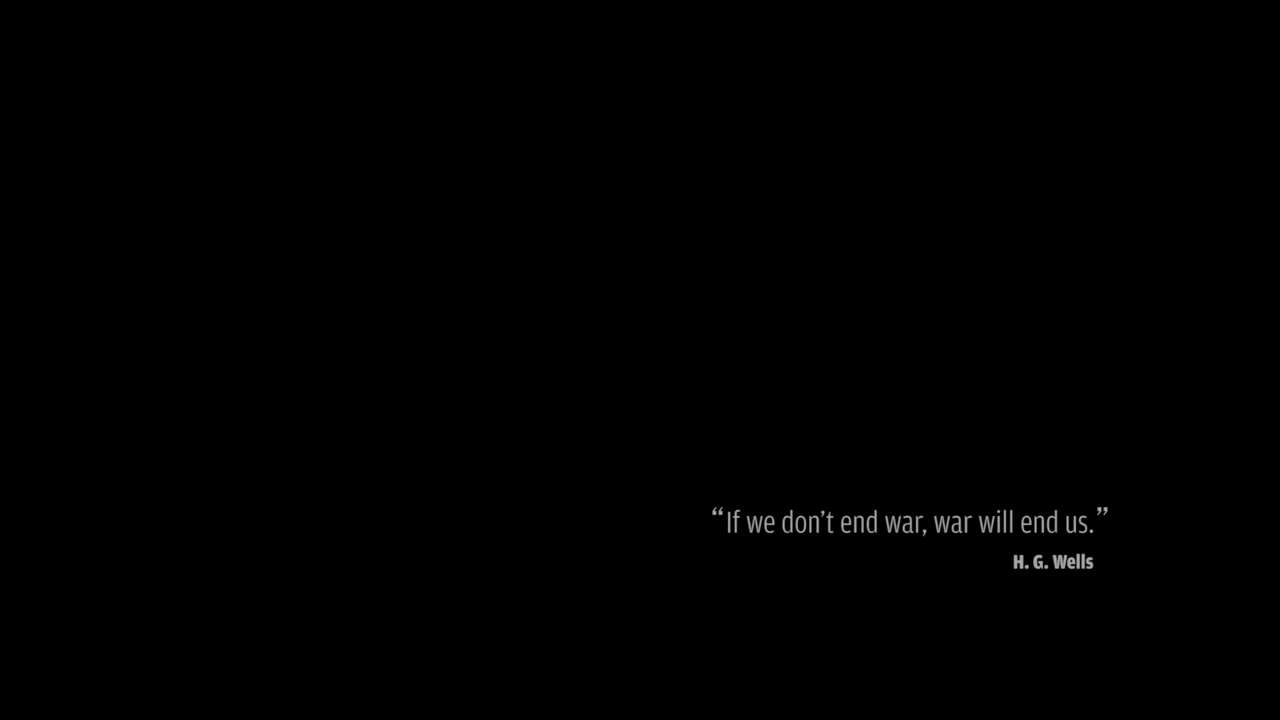 “If we don’t end war, war will end us.”
H. G. Wells